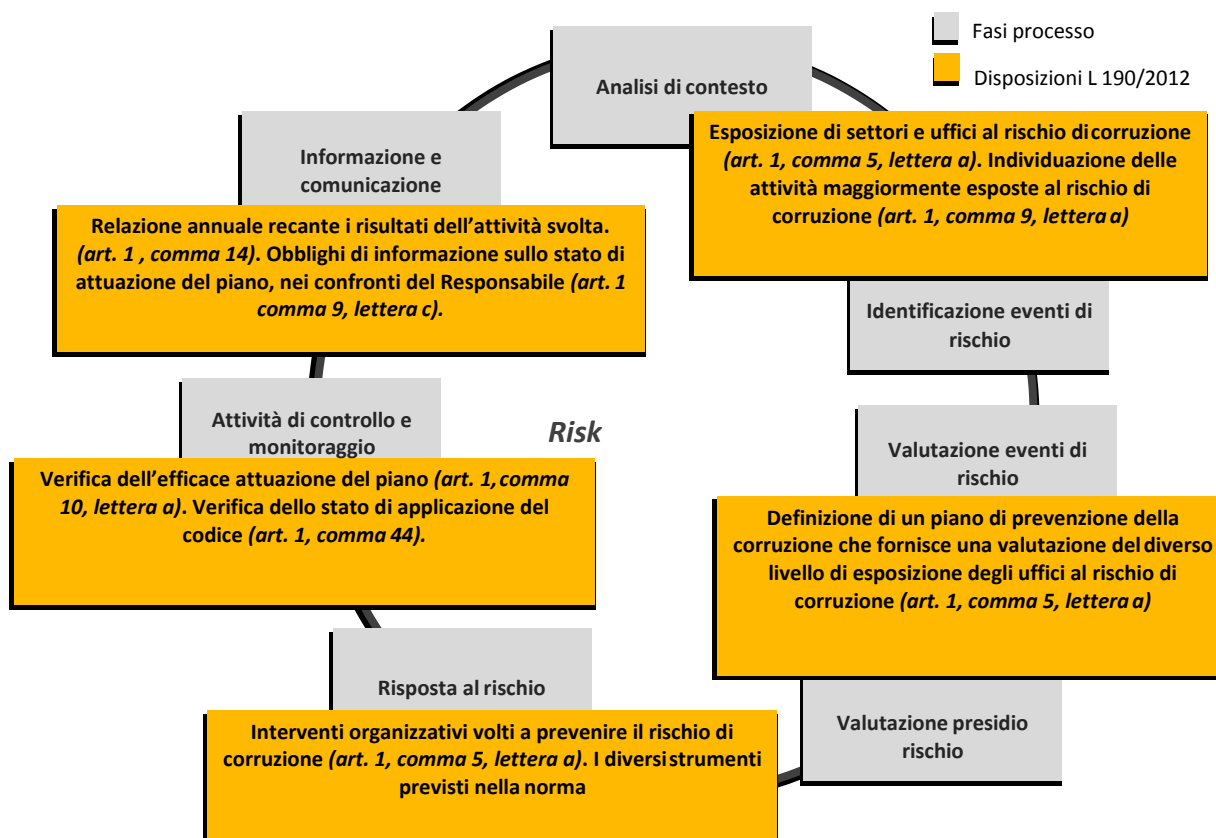 Fasi processo
Disposizioni L 190/2012
Analisi di contesto
Esposizione di settori e uffici al rischio di corruzione
(art. 1, comma 5, lettera a). Individuazione delle
attività maggiormente esposte al rischio di
corruzione (art. 1, comma 9, lettera a)
Identificazione eventi di
rischio
Valutazione eventi di
rischio
Definizione di un piano di prevenzione della
corruzione che fornisce una valutazione del diverso
livello di esposizione degli uffici al rischio di
corruzione (art. 1, comma 5, lettera a)
Valutazione presidio
rischio
Risposta al rischio
Interventi organizzativi volti a prevenire il rischio di
corruzione (art. 1, comma 5, lettera a). I diversi strumenti
previsti nella norma
Attività di controllo e
monitoraggio
Verifica dell’efficace attuazione del piano (art. 1, comma
10, lettera a). Verifica dello stato di applicazione del
codice (art. 1, comma 44).
Informazione e
comunicazione
Relazione annuale recante i risultati dell’attività svolta.
(art. 1 , comma 14). Obblighi di informazione sullo stato di
attuazione del piano, nei confronti del Responsabile (art. 1
comma 9, lettera c).
Risk